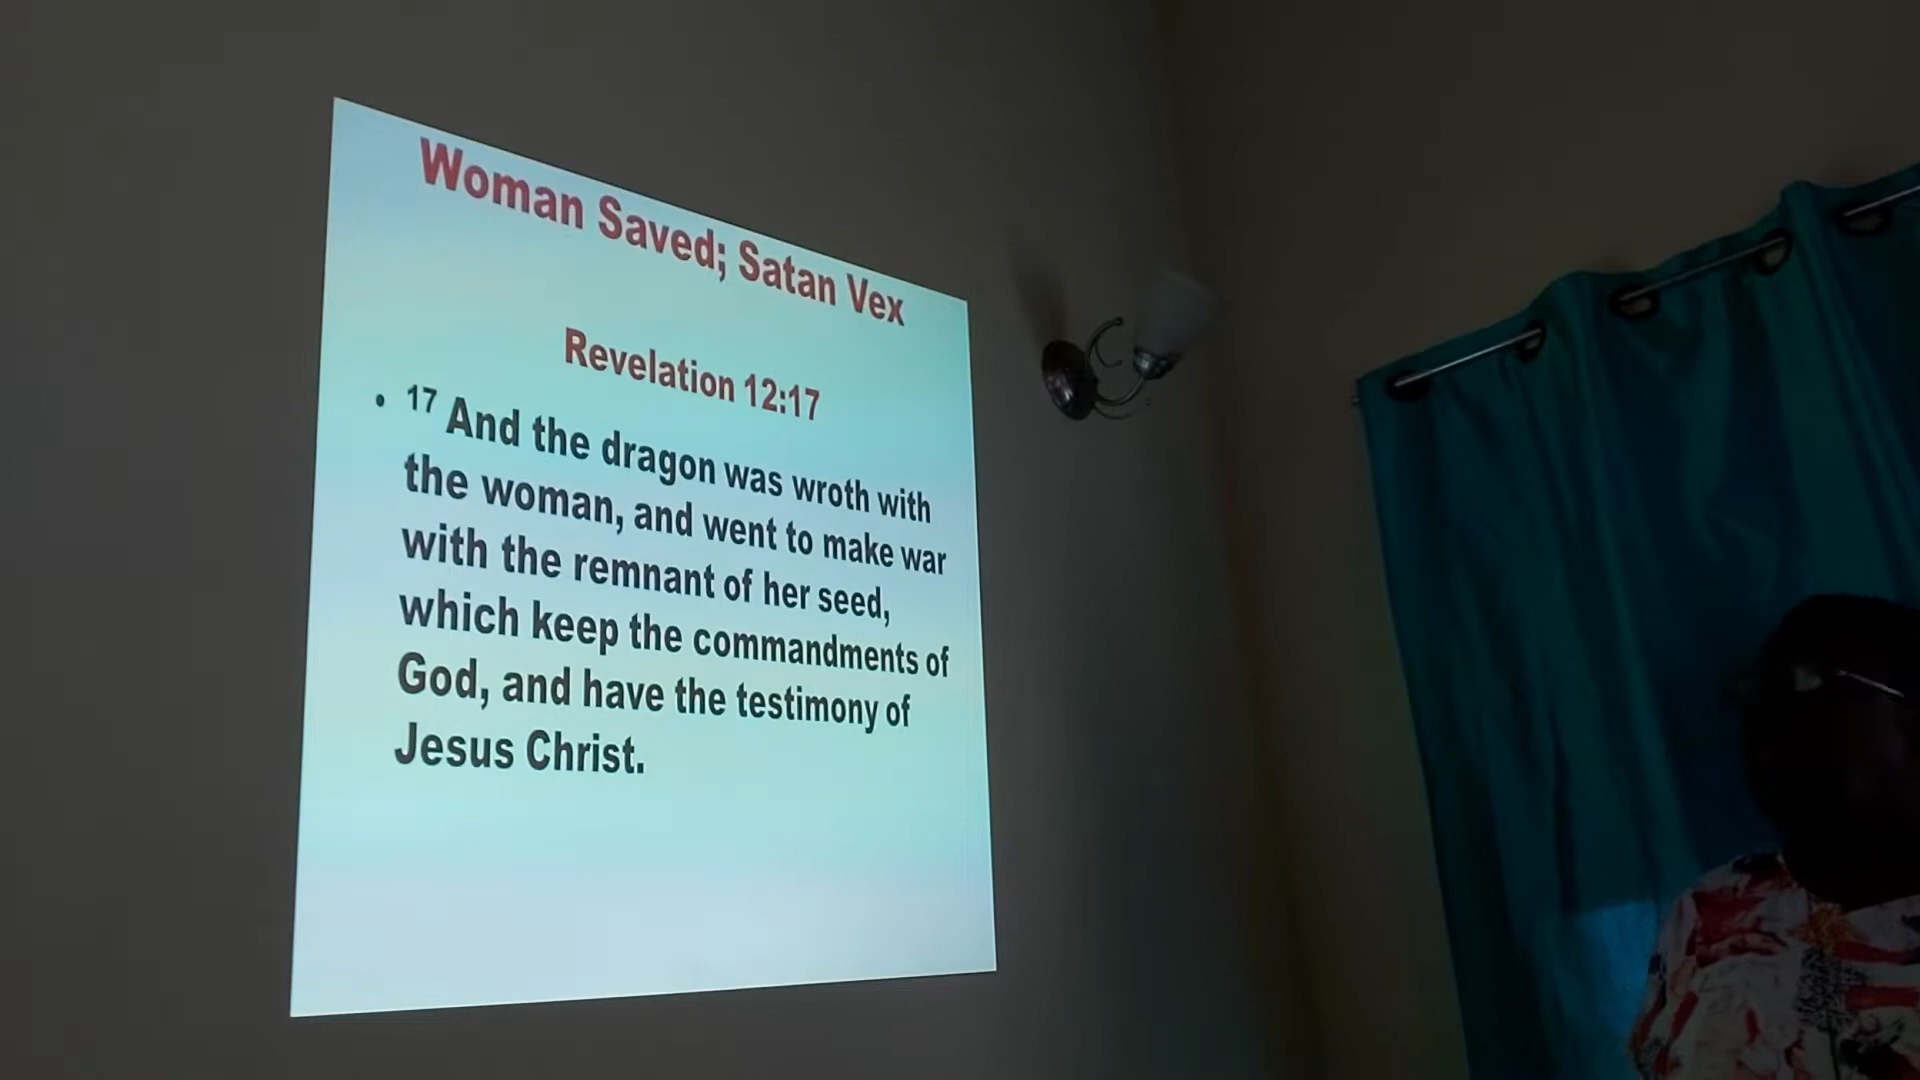 Woman Saved; Satan Vex
Revelation 12:17
• 17 And the dragon was wroth with
the woman, and went to make war
with the remnant of her seed,
which keep the commandments of
God, and have the testimony of
Jesus Christ.